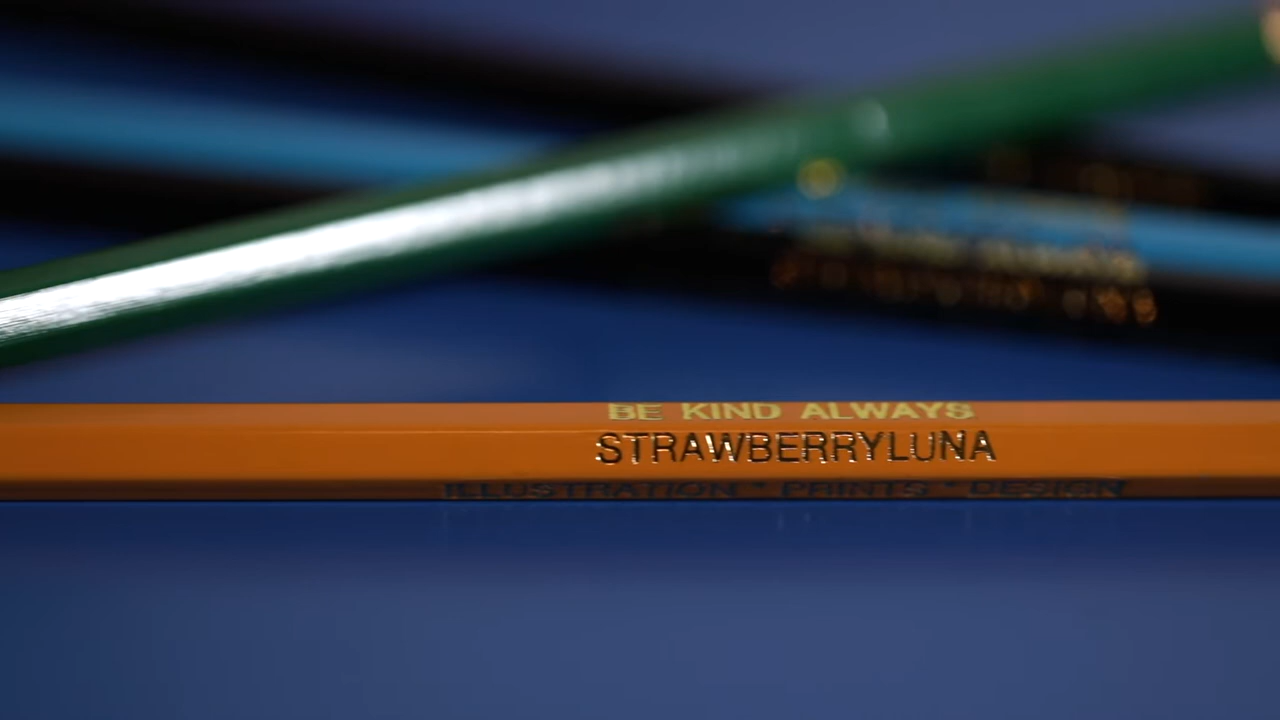 BE KIND ALWAYS
STRAWBERRYLUNA
ILLUSTRATION * PRINTS * DESIGN